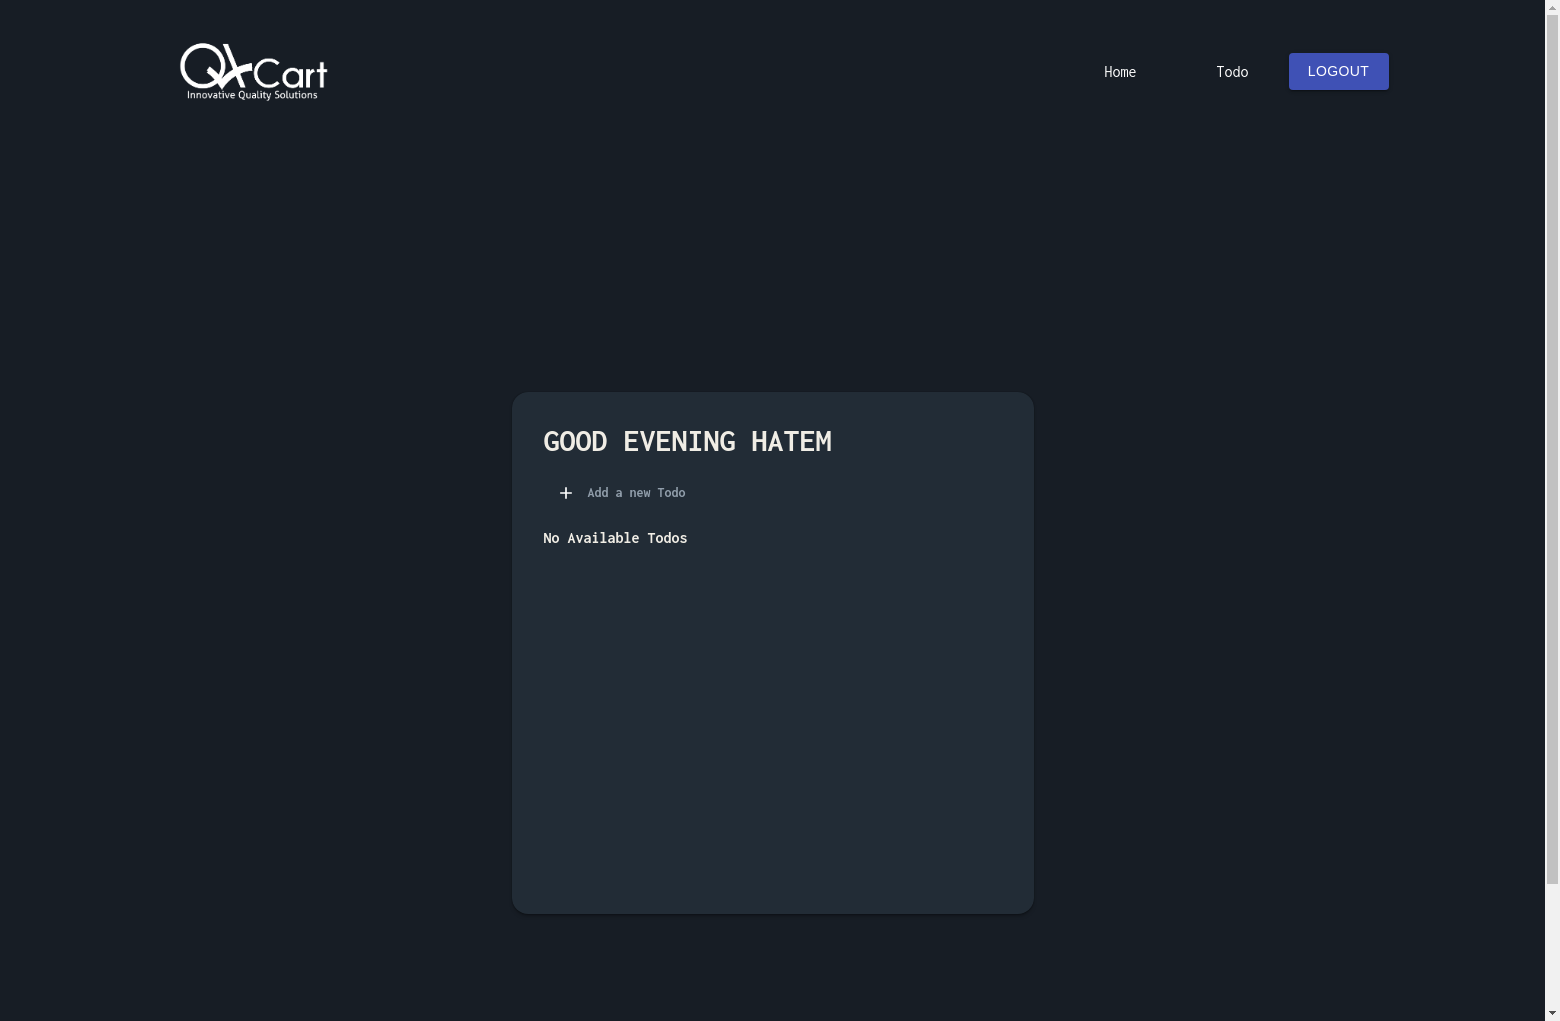 QACart
Innovative Quality Solutions
Home
Todo
LOGOUT
GOOD EVENING HATEM
Add a new Todo
No Available Todos